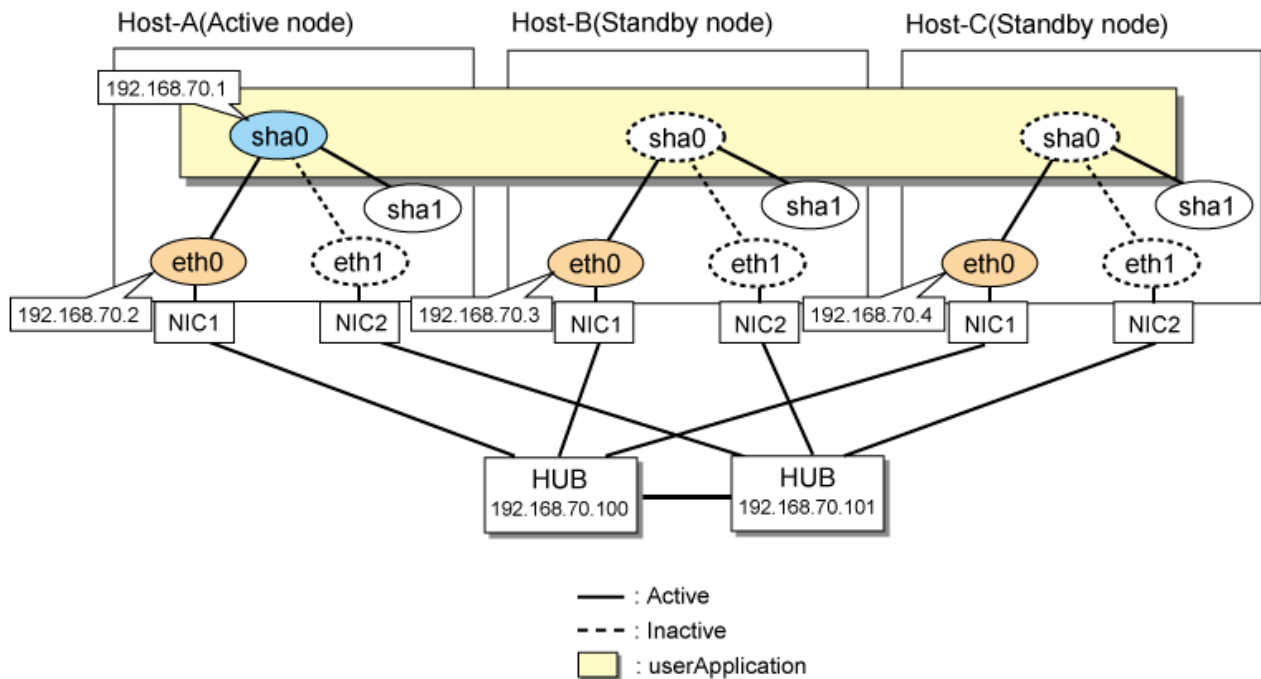 Host-A(Active node)
Host-B(Standby node)
Host-C(Standby node)
192.168.70.1
sha0
sha0
sha0
sha1
sha1
sha1
eth0
eth1
eth0
eth1
eth0
eth1
192.168.70.2
NIC1
NIC2
192.168.70.3
NIC1
NIC2
192.168.70.4
NIC1
NIC2
HUB
192.168.70.100
HUB
192.168.70.101
: Active
: Inactive
: userApplication